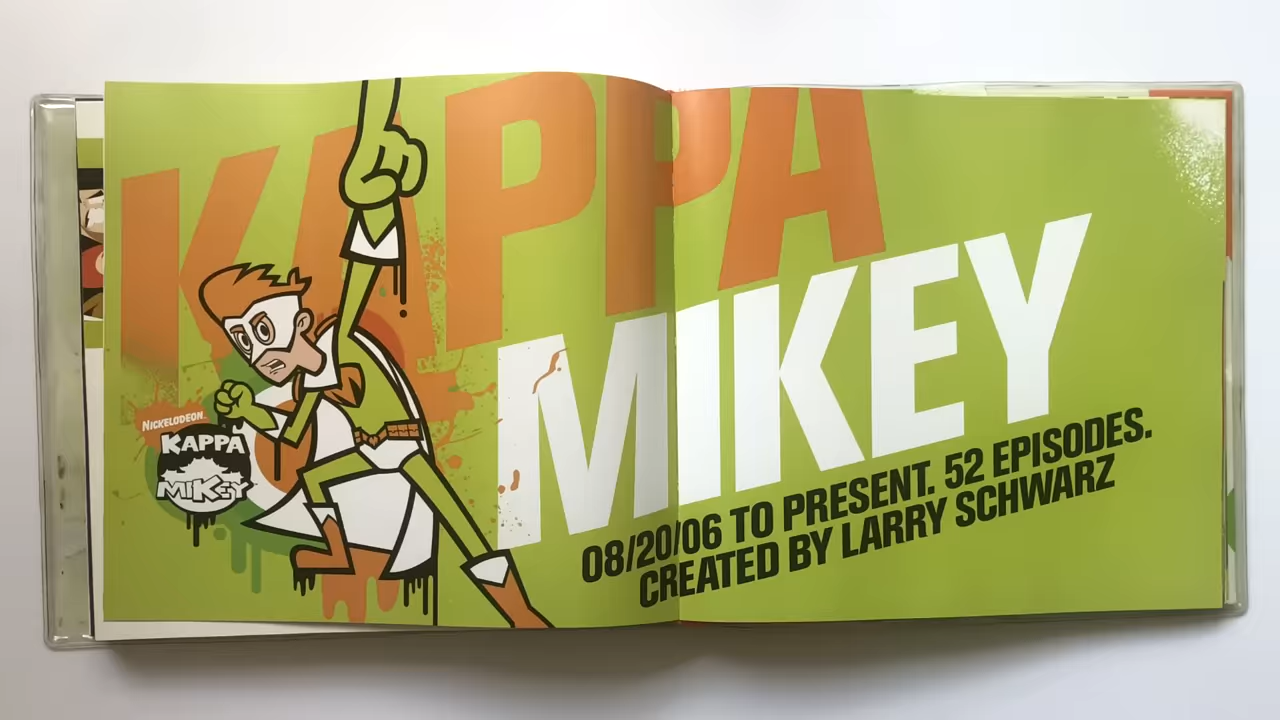 KAPPA
MIKEY
08/20/06 TO PRESENT. 52 EPISODES.
CREATED BY LARRY SCHWARZ
NICKELODEON
KAPPA
MIKEY